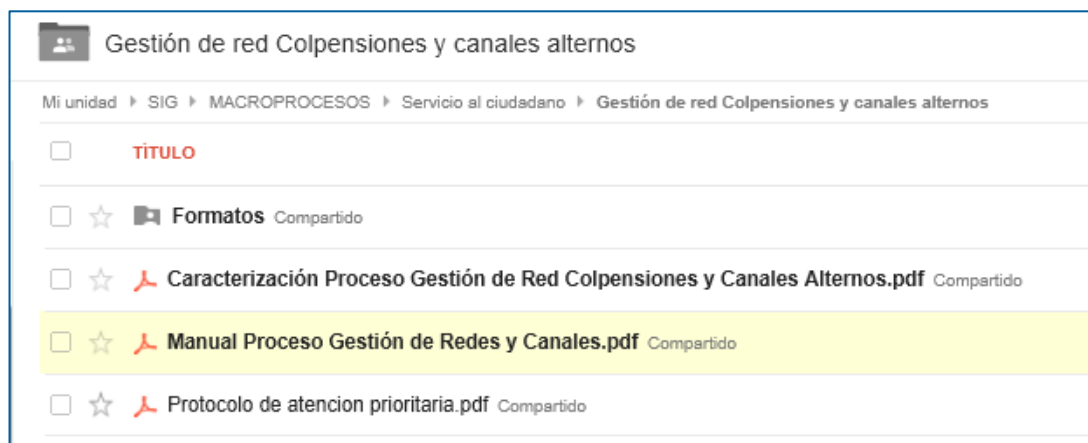 Gestión de red Colpensiones y canales alternos
Mi unidad SIG MACROPROCESOS Servicio al ciudadano Gestión de red Colpensiones y canales alternos
TÍTULO
Formatos Compartido
Caracterización Proceso Gestión de Red Colpensiones y Canales Alternos.pdf Compartido
Manual Proceso Gestión de Redes y Canales.pdf Compartido
Protocolo de atencion prioritaria.pdf Compartido